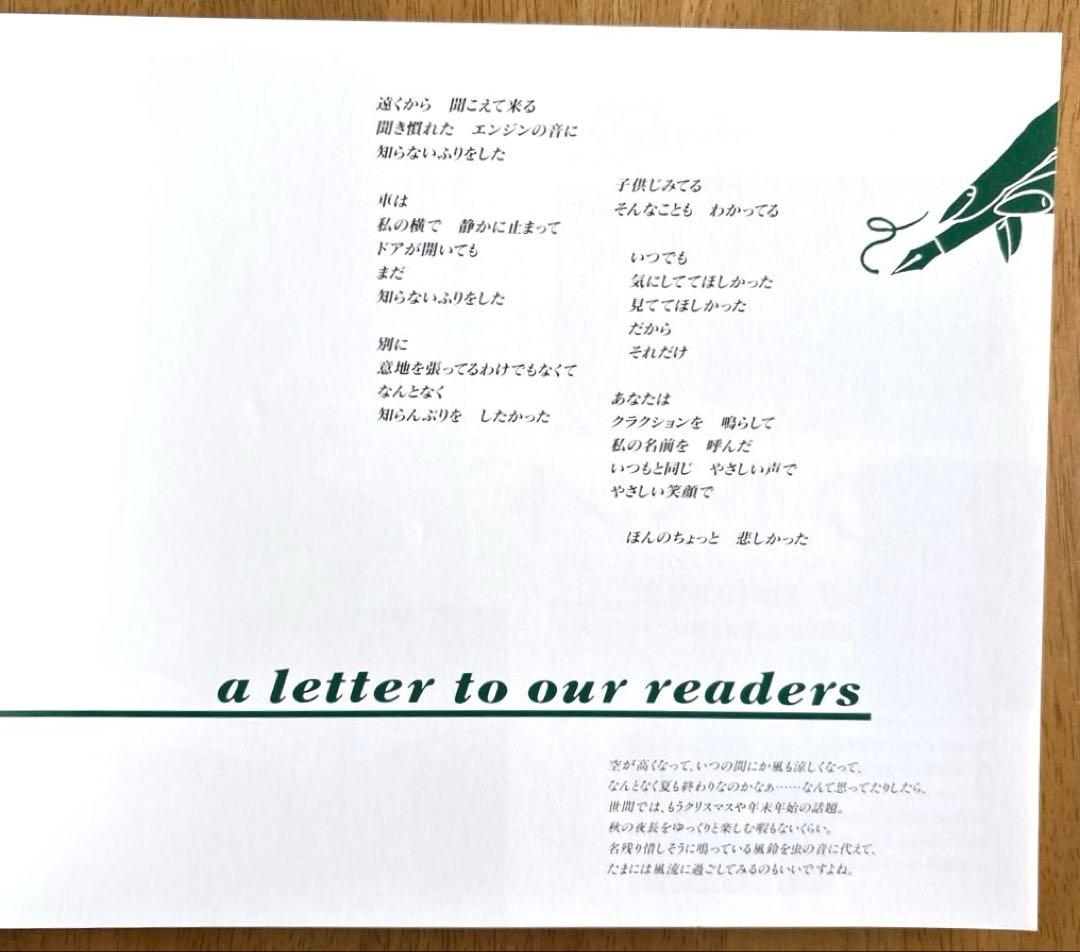 遠くから　聞こえて来る
聞き慣れた　エンジンの音に
知らないふりをした
車は
私の横で　静かに止まって
ドアが開いても
まだ
知らないふりをした
別に
意地を張ってるわけでもなくて
なんとなく
知らんぷりを　したかった
子供じみてる
そんなことも　わかってる
いつでも
気にしててほしかった
見ててほしかった
だから
それだけ
あなたは
クラクションを　鳴らして
私の名前を　呼んだ
いつもと同じ　やさしい声で
やさしい笑顔で
ほんのちょっと　悲しかった
a letter to our readers
空が高くなって、いつの間にか風も涼しくなって、
なんとなく夏も終わりなのかなぁ……なんて思ってたりしたら、
世間では、もうクリスマスや年末年始の話題。
秋の夜長をゆっくりと楽しむ暇もないくらい。
名残り惜しそうに鳴っている風鈴を虫の音に代えて、
たまには風流に過ごしてみるのもいいですよね。